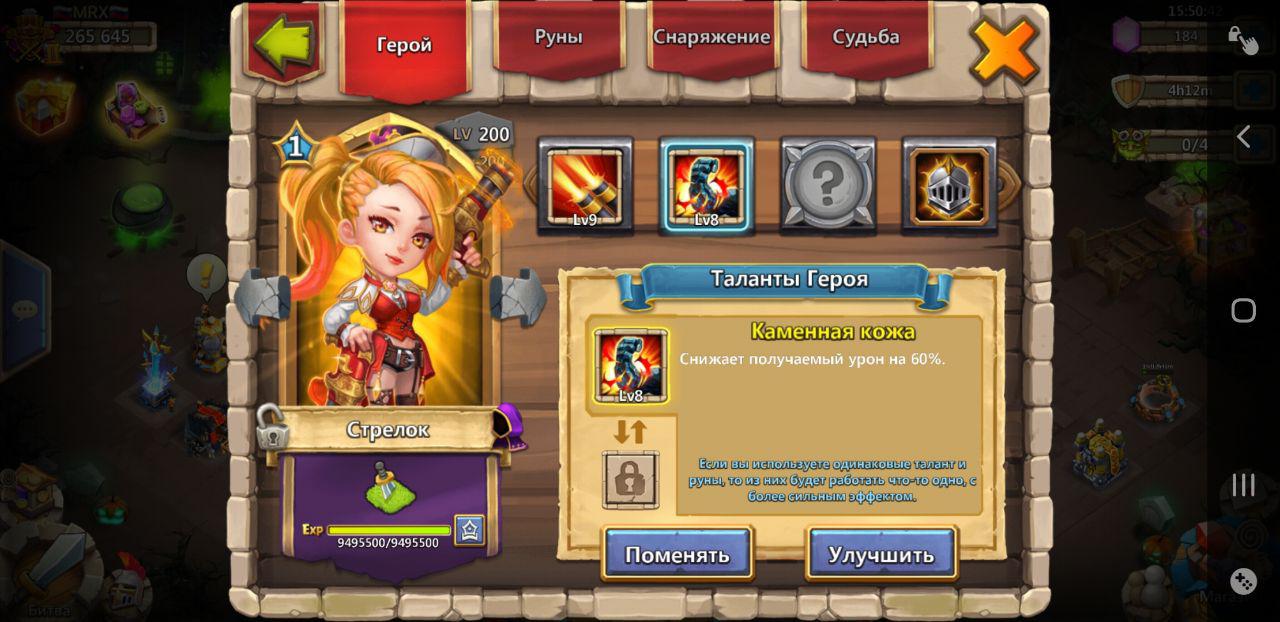 MRX
265 645
Герой
Руны
Снаряжение
Судьба
15:50:42
184
4h12m
0/4
1
LV 200
Lv9
Lv8
?
Таланты Героя
Каменная кожа
Снижает получаемый урон на 60%.
Lv8
Если вы используете одинаковые талант и
руны, то из них будет работать что-то одно, с
более сильным эффектом.
Стрелок
Exp
9495500/9495500
Поменять
Улучшить
Битва